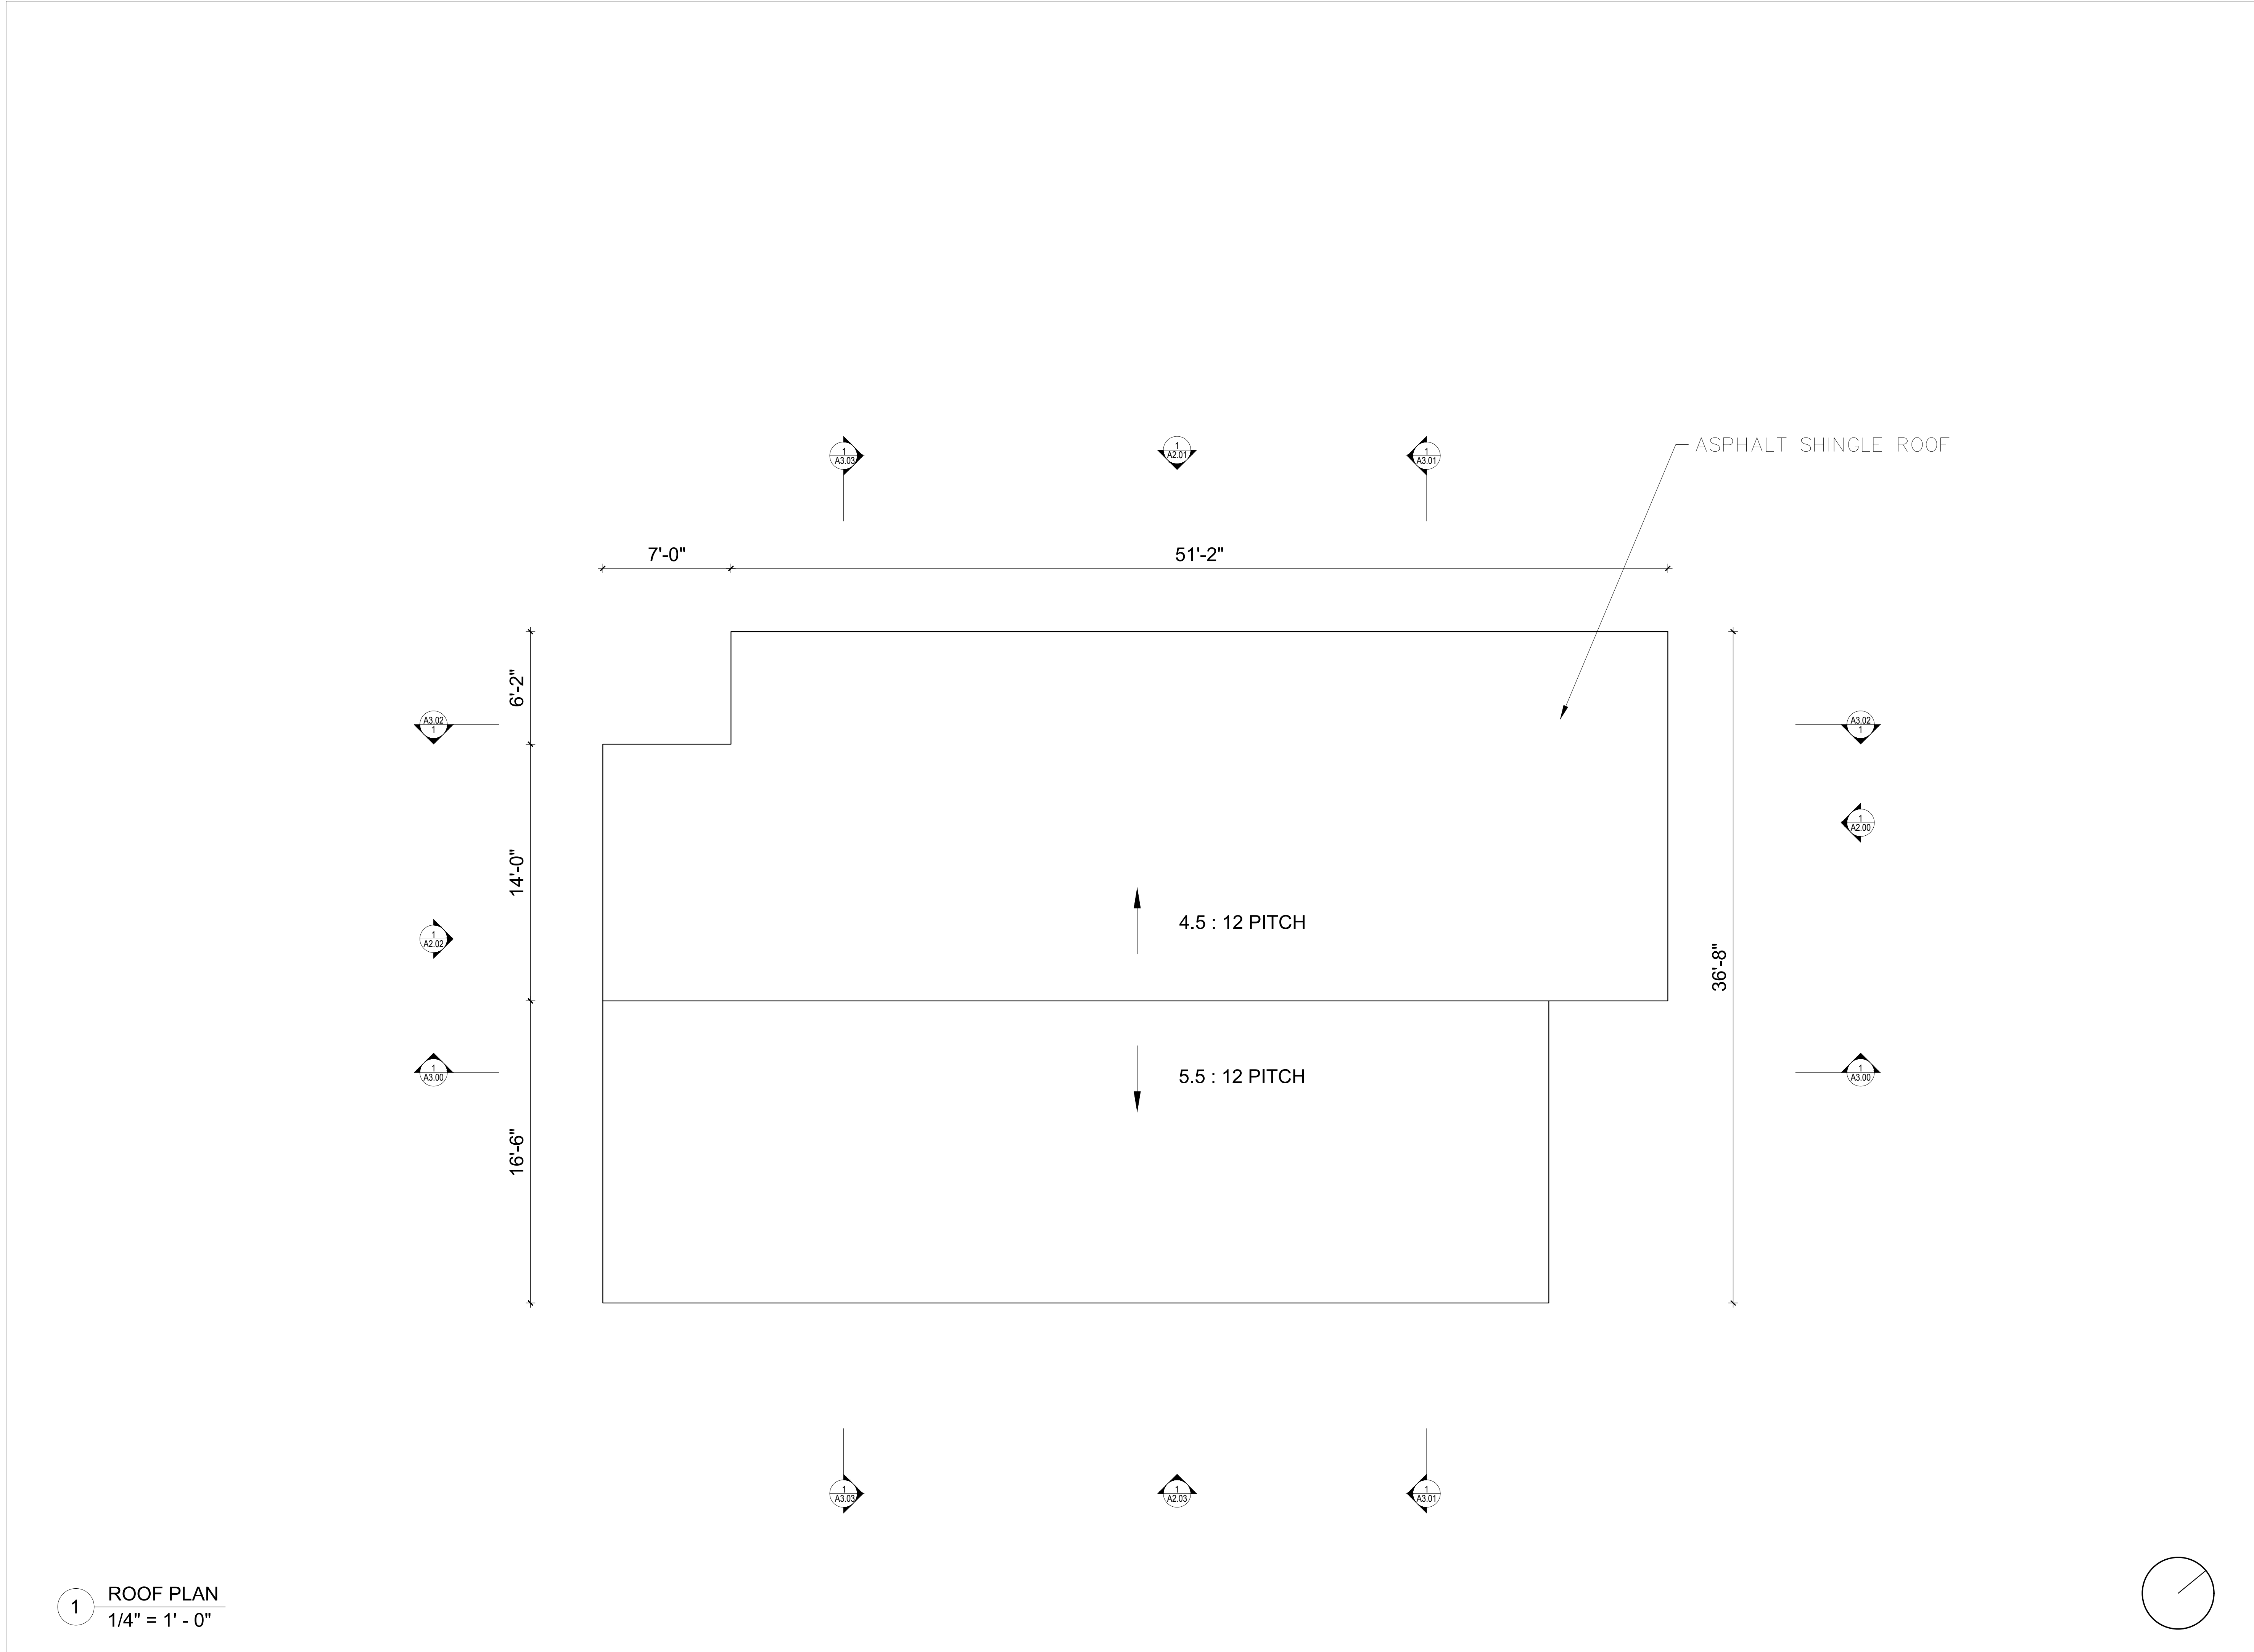 1
A3.03
1
A2.01
1
A3.01
ASPHALT SHINGLE ROOF
7'-0"
51'-2"
6'-2"
A3.02
1
A3.02
1
1
A2.00
14'-0"
4.5 : 12 PITCH
1
A2.02
36'-8"
1
A3.00
5.5 : 12 PITCH
1
A3.00
16'-6"
1
A3.03
1
A2.03
1
A3.01
1
ROOF PLAN
1/4" = 1' - 0"